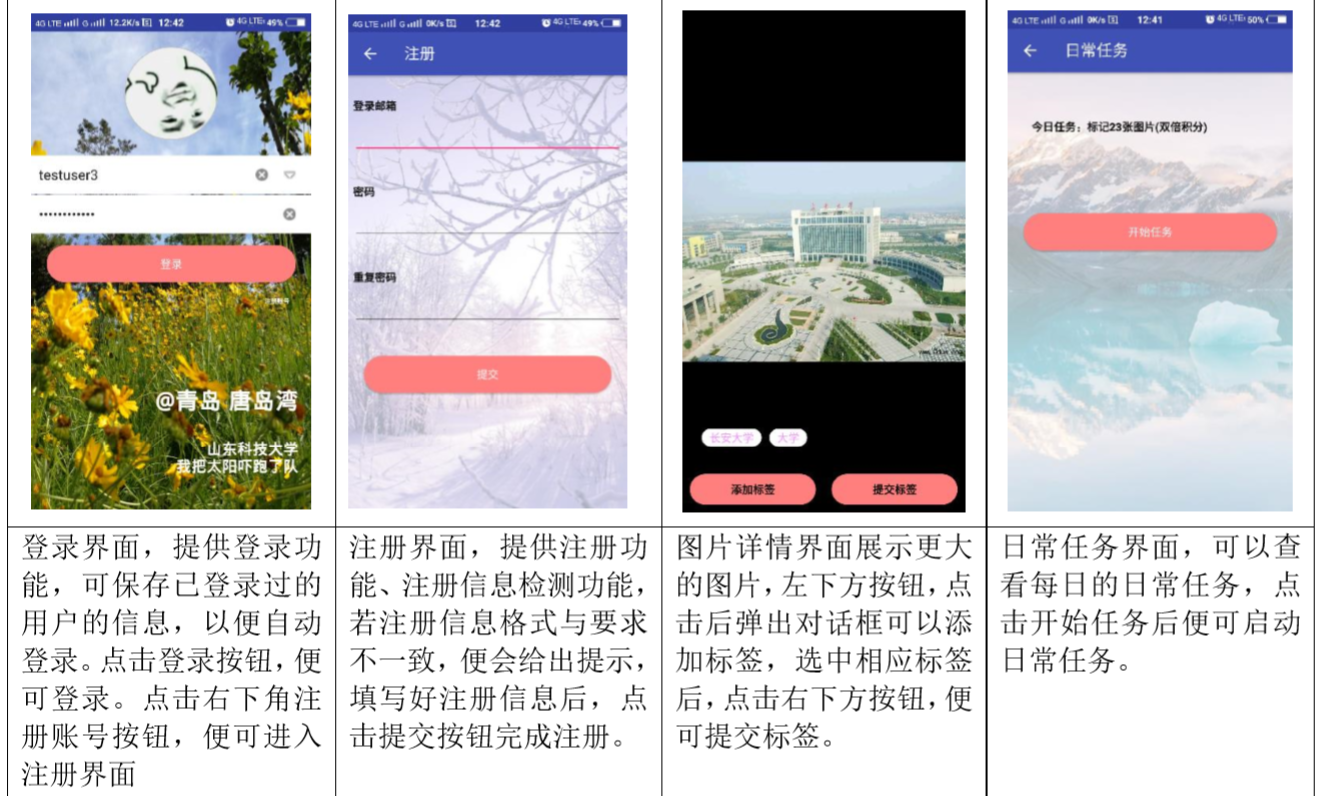 4G LTE G 12.2K/s 12:42 4G LTE 49%
testuser3
••••••••••••
登录
注册账号
@青岛 唐岛湾
山东科技大学
我把太阳吓跑了队
4G LTE G 0K/s 12:42 4G LTE 49%
注册
登录邮箱
密码
重复密码
提交
长安大学 大学
添加标签 提交标签
4G LTE G 0K/s 12:41 4G LTE 50%
日常任务
今日任务：标记23张图片(双倍积分)
开始任务
登录界面，提供登录功
能，可保存已登录过的
用户的信息，以便自动
登录。点击登录按钮，便
可登录。点击右下角注
册账号按钮，便可进入
注册界面
注册界面，提供注册功
能、注册信息检测功能，
若注册信息格式与要求
不一致，便会给出提示，
填写好注册信息后，点
击提交按钮完成注册。
图片详情界面展示更大
的图片，左下方按钮，点
击后弹出对话框可以添
加标签，选中相应标签
后，点击右下方按钮，便
可提交标签。
日常任务界面，可以查
看每日的日常任务，点
击开始任务后便可启动
日常任务。